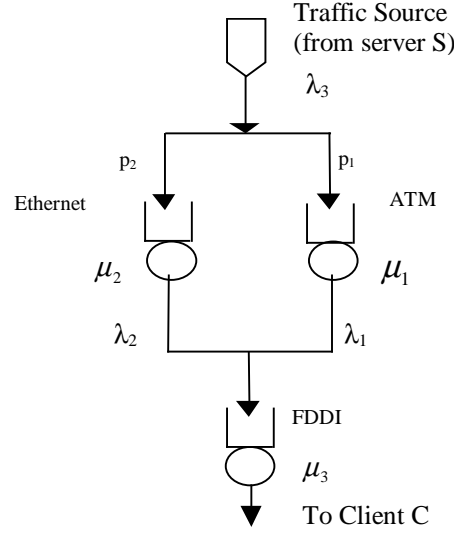 Traffic Source
(from server S)
λ₃
p₂
p₁
Ethernet
ATM
μ₂
μ₁
λ₂
λ₁
FDDI
μ₃
To Client C